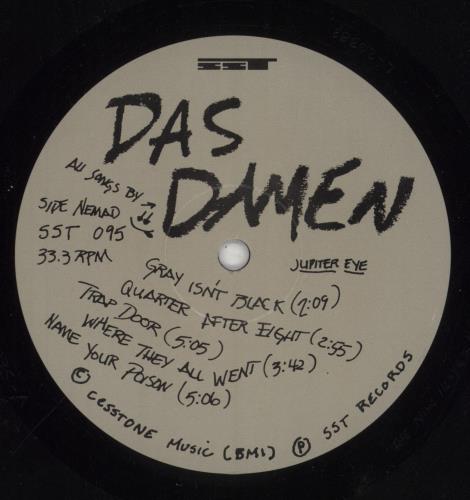 SST
DAS
DAMEN
ALL SONGS BY
SIDE NEMAD
SST 095
33.3 RPM
JUPITER EYE
GRAY ISN'T BLACK (2:09)
QUARTER AFTER EIGHT (2:55)
TRAP DOOR (5:05)
WHERE THEY ALL WENT (3:42)
NAME YOUR POISON (5:06)
© CESSTONE MUSIC (BMI) ℗ SST RECORDS